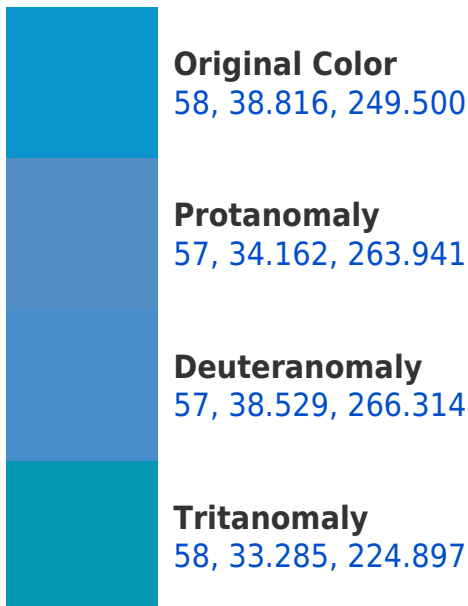 Original Color
58, 38.816, 249.500
Protanomaly
57, 34.162, 263.941
Deuteranomaly
57, 38.529, 266.314
Tritanomaly
58, 33.285, 224.897